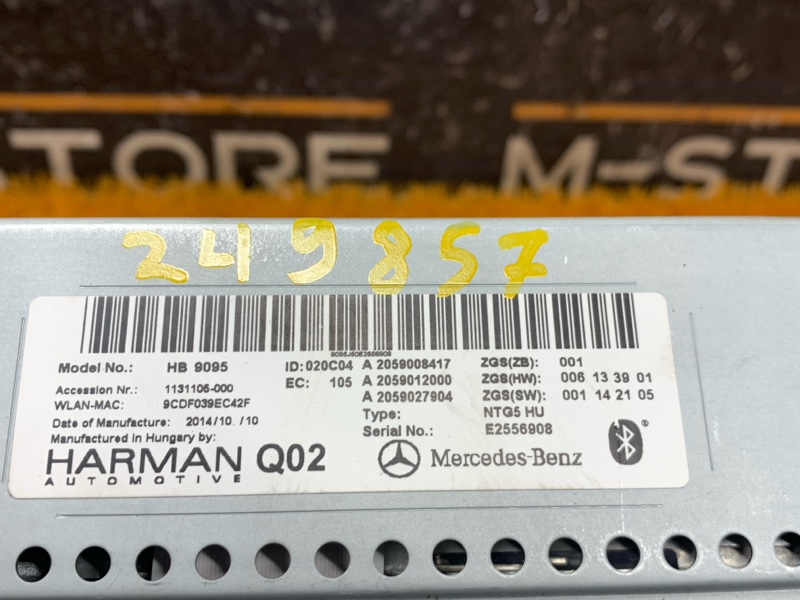 STORE M-ST
249857
9095J50E2556908
Model No.: HB 9095 ID: 020C04 A 2059008417 ZGS(ZB): 001
Accession Nr.: 1131106-000 EC: 105 A 2059012000 ZGS(HW): 006 13 39 01
WLAN-MAC: 9CDF039EC42F A 2059027904 ZGS(SW): 001 14 21 05
Date of Manufacture: 2014/10. /10 Type: NTG5 HU
Manufactured in Hungary by: Serial No.: E2556908
HARMAN Q02 Mercedes-Benz
AUTOMOTIVE